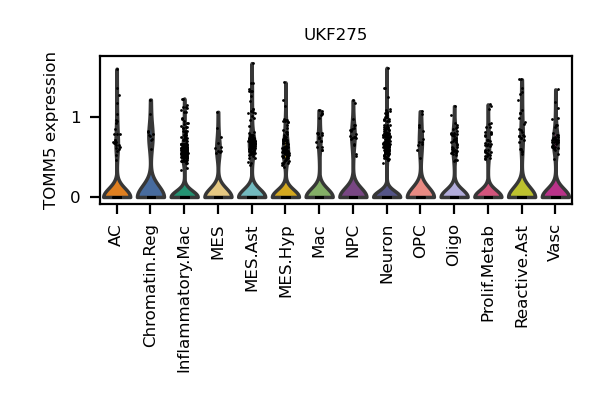 UKF275
TOMM5 expression
1
0
AC
Chromatin.Reg
Inflammatory.Mac
MES
MES.Ast
MES.Hyp
Mac
NPC
Neuron
OPC
Oligo
Prolif.Metab
Reactive.Ast
Vasc